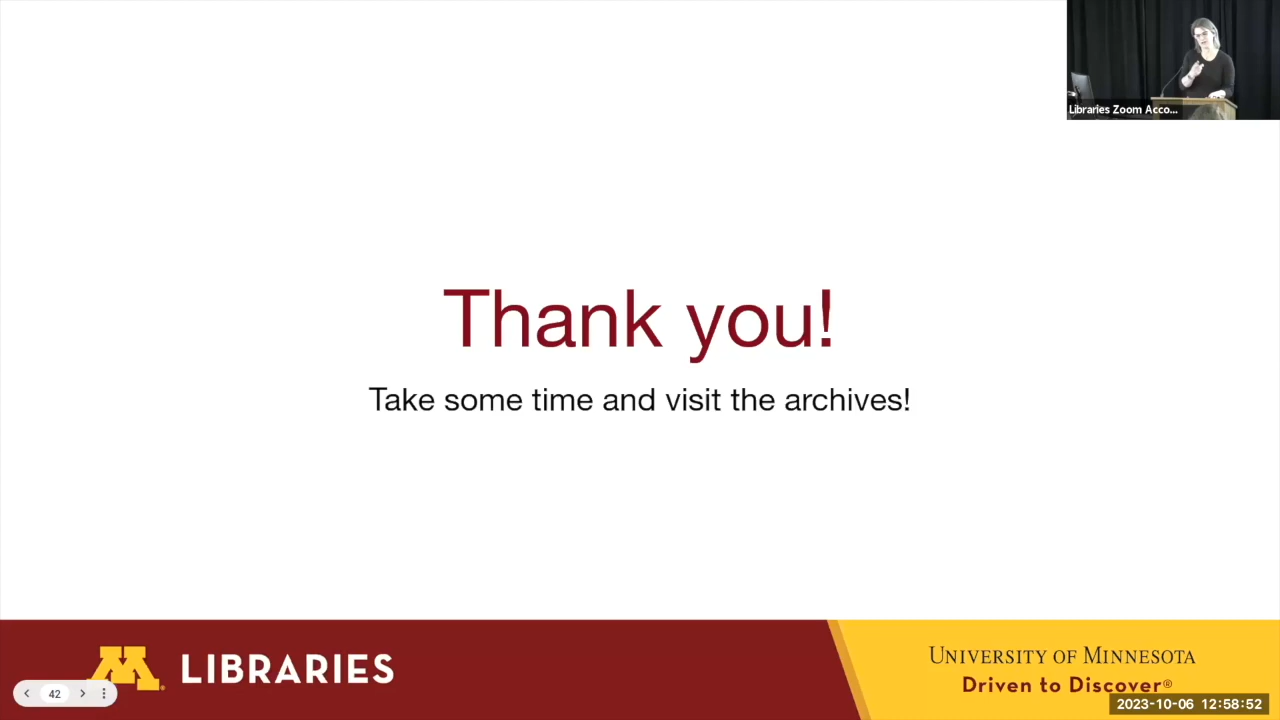 Libraries Zoom Acco...
Thank you!
Take some time and visit the archives!
M LIBRARIES
UNIVERSITY OF MINNESOTA
Driven to Discover®
42
2023-10-06 12:58:52